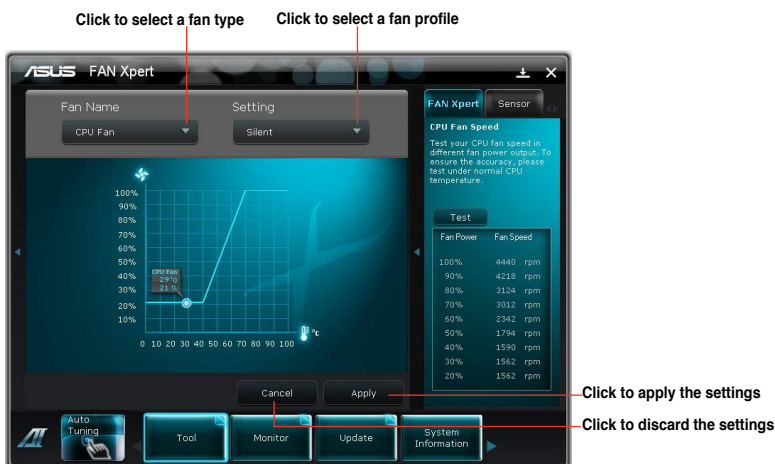 Click to select a fan type
Click to select a fan profile
ASUS FAN Xpert
Fan Name
Setting
CPU Fan
Silent
100%
90%
80%
70%
60%
50%
40%
30%
20%
10%
CPU Fan
29 °C
21 %
0 10 20 30 40 50 60 70 80 90 100
°C
Cancel
Apply
FAN Xpert
Sensor
CPU Fan Speed
Test your CPU fan speed in
different fan power output. To
ensure the accuracy, please
test under normal CPU
temperature.
Test
Fan Power Fan Speed
100% 4440 rpm
90% 4218 rpm
80% 3124 rpm
70% 3012 rpm
60% 2342 rpm
50% 1794 rpm
40% 1590 rpm
30% 1562 rpm
20% 1562 rpm
Click to apply the settings
Click to discard the settings
AI
Auto
Tuning
Tool
Monitor
Update
System
Information